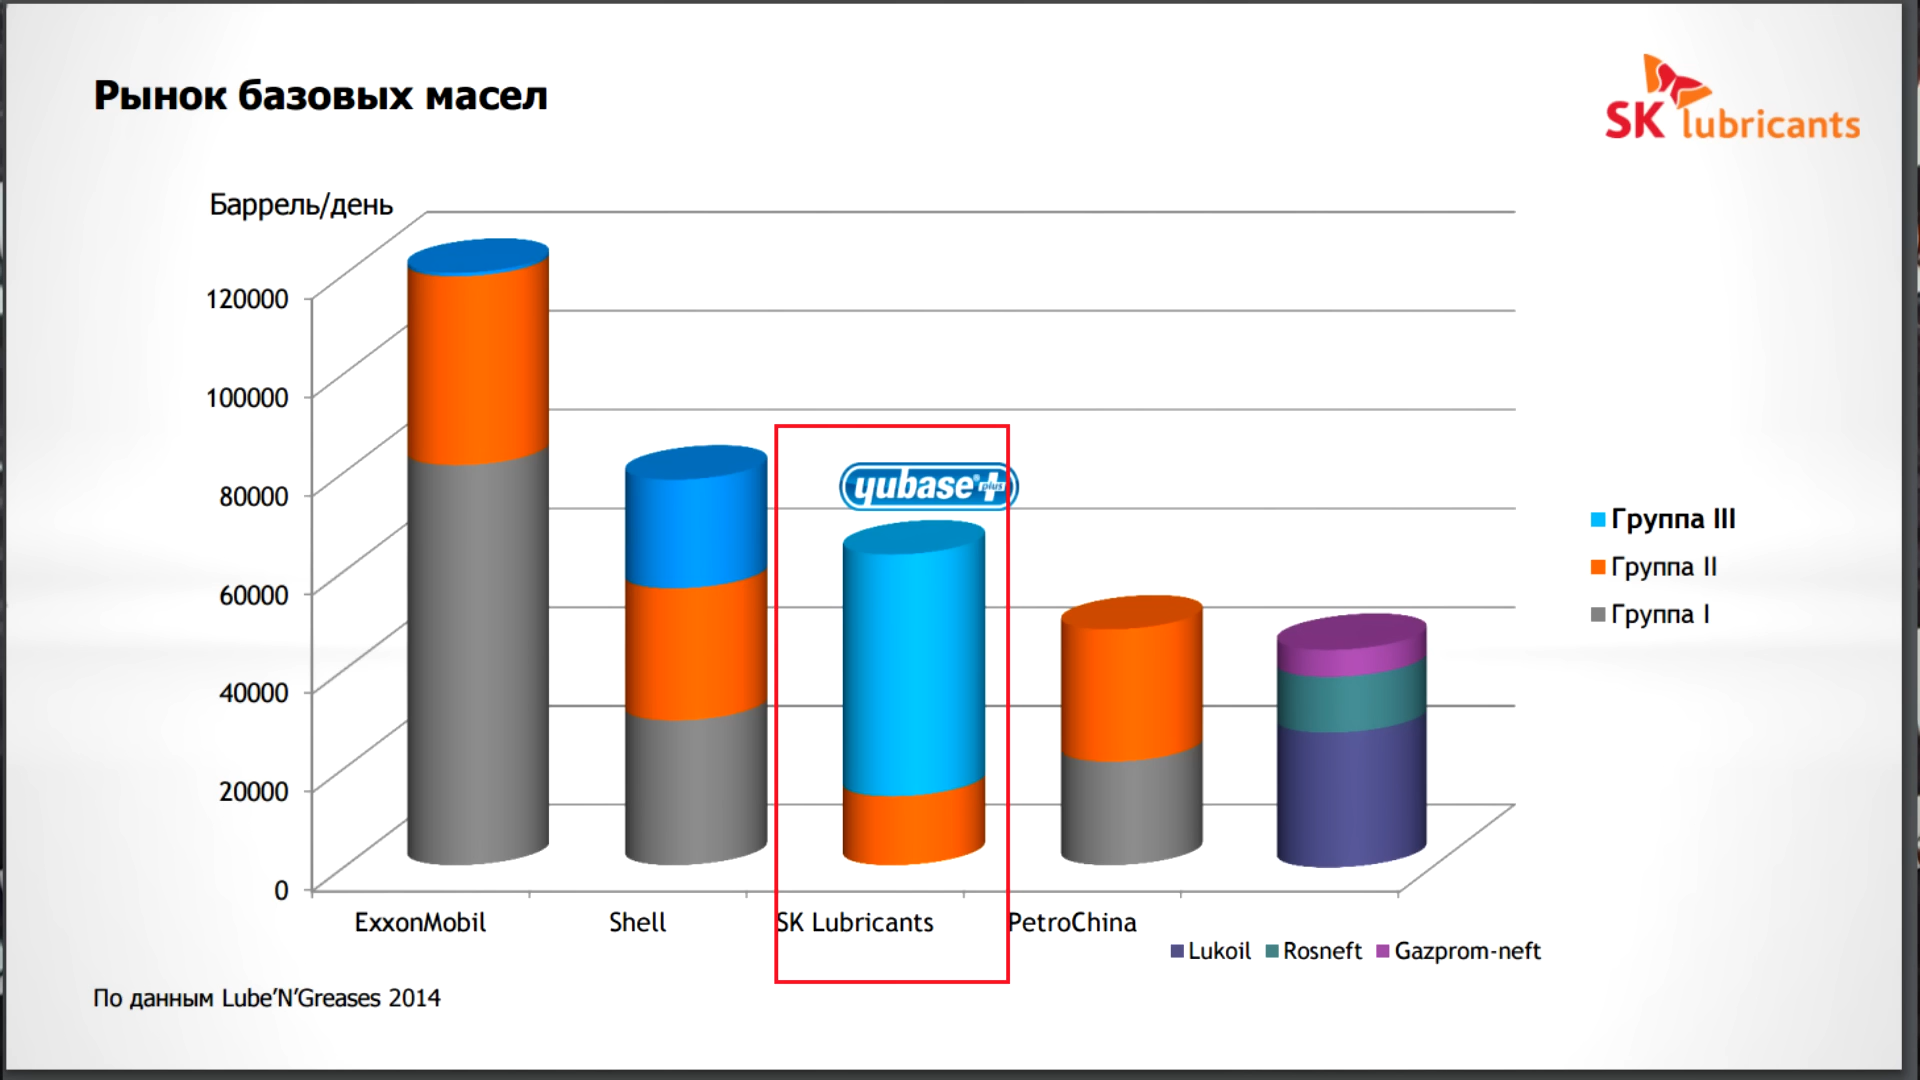 Рынок базовых масел
SK lubricants
Баррель/день
120000
100000
80000
60000
40000
20000
0
yubase® plus
Группа III
Группа II
Группа I
ExxonMobil
Shell
SK Lubricants
PetroChina
Lukoil Rosneft Gazprom-neft
По данным Lube’N’Greases 2014